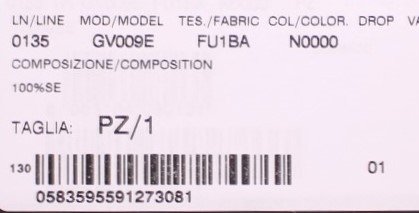 LN/LINE MOD/MODEL TES./FABRIC COL/COLOR. DROP
0135 GV009E FU1BA N0000
COMPOSIZIONE/COMPOSITION
100%SE
TAGLIA: PZ/1
130 01
0583595591273081